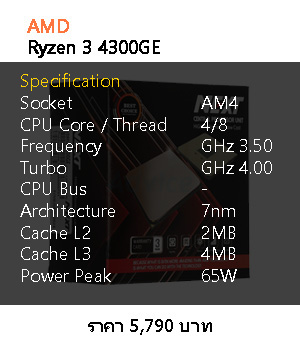 AMD
Ryzen 3 4300GE
Specification
Socket AM4
CPU Core / Thread 4/8
Frequency GHz 3.50
Turbo GHz 4.00
CPU Bus -
Architecture 7nm
Cache L2 2MB
Cache L3 4MB
Power Peak 65W
ราคา 5,790 บาท